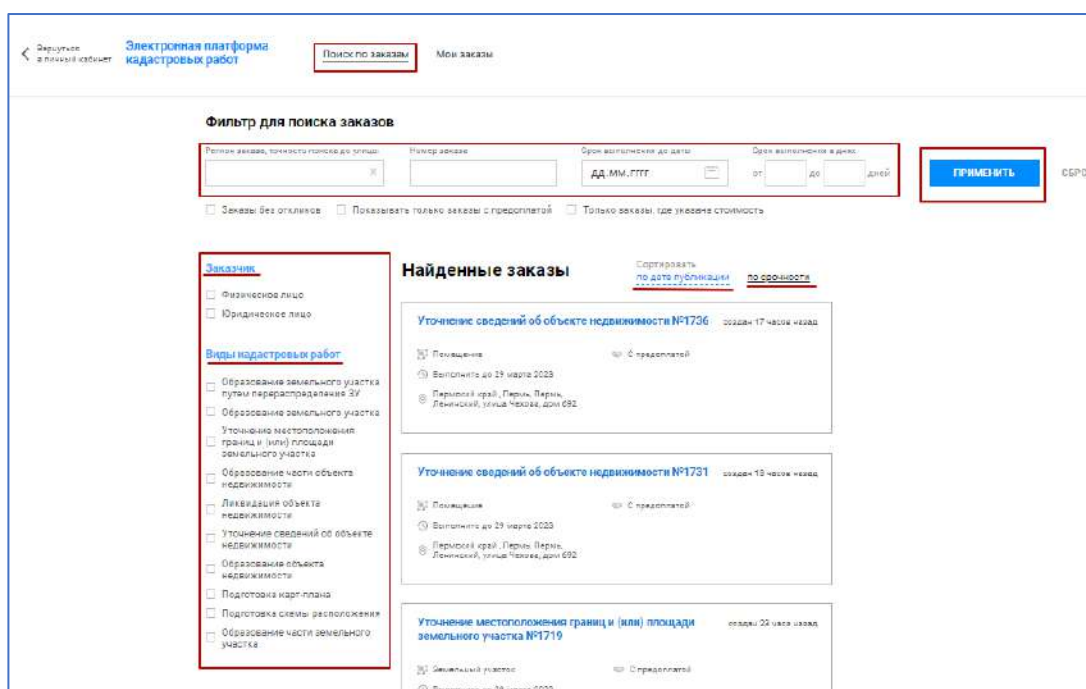 Вернуться
в личный кабинет
Электронная платформа
кадастровых работ
Поиск по заказам
Мои заказы
Фильтр для поиска заказов
Регион заказа, точность поиска до улицы
Номер заказа
Срок выполнения до даты
Срок выполнения в днях
дд.мм.гггг
от
до
дней
ПРИМЕНИТЬ
СБРО
Заказы без откликов
Показывать только заказы с предоплатой
Только заказы, где указана стоимость
Заказчик
Физическое лицо
Юридическое лицо
Виды кадастровых работ
Образование земельного участка
путем перераспределения ЗУ
Образование земельного участка
Уточнение местоположения
границ и (или) площади
земельного участка
Образование части объекта
недвижимости
Ликвидация объекта
недвижимости
Уточнение сведений об объекте
недвижимости
Образование объекта
недвижимости
Подготовка карт-плана
Подготовка схемы расположения
Образование части земельного
участка
Найденные заказы
Сортировать
по дате публикации
по срочности
Уточнение сведений об объекте недвижимости №1736
создан 17 часов назад
Помещение
С предоплатой
Выполнить до 29 марта 2023
Пермский край, Пермь, Пермь,
Ленинский, улица Чехова, дом 692
Уточнение сведений об объекте недвижимости №1731
создан 18 часов назад
Помещение
С предоплатой
Выполнить до 29 марта 2023
Пермский край, Пермь, Пермь,
Ленинский, улица Чехова, дом 692
Уточнение местоположения границ и (или) площади
земельного участка №1719
создан 23 часа назад
Земельный участок
С предоплатой